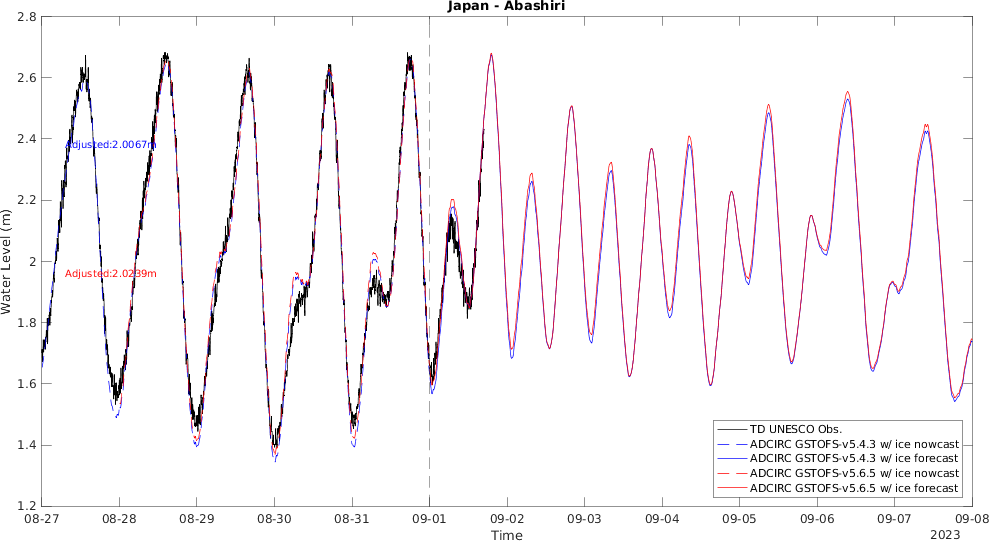 Japan - Abashiri
2.8
2.6
2.4
2.2
2
1.8
1.6
1.4
1.2
Water Level (m)
Adjusted:2.0067m
Adjusted:2.0239m
TD UNESCO Obs.
ADCIRC GSTOFS-v5.4.3 w/ ice nowcast
ADCIRC GSTOFS-v5.4.3 w/ ice forecast
ADCIRC GSTOFS-v5.6.5 w/ ice nowcast
ADCIRC GSTOFS-v5.6.5 w/ ice forecast
08-27 08-28 08-29 08-30 08-31 09-01 09-02 09-03 09-04 09-05 09-06 09-07 09-08
Time
2023